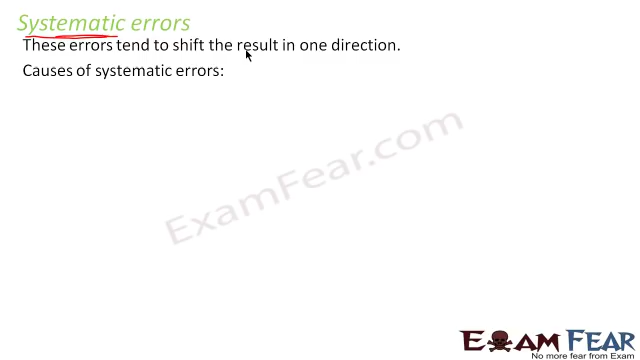 Systematic errors
These errors tend to shift the result in one direction.
Causes of systematic errors:
ExamFear.com
EXAM FEAR
No more fear from Exam